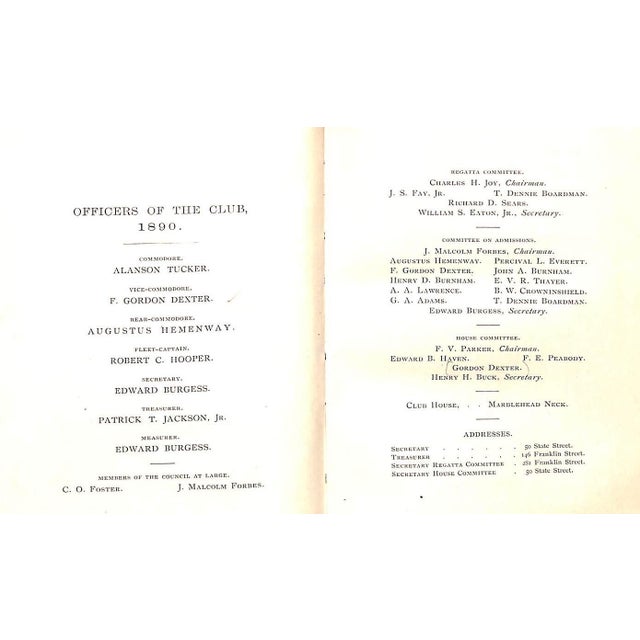 OFFICERS OF THE CLUB,
1890.
COMMODORE.
ALANSON TUCKER.
VICE-COMMODORE.
F. GORDON DEXTER.
REAR-COMMODORE.
AUGUSTUS HEMENWAY.
FLEET-CAPTAIN.
ROBERT C. HOOPER.
SECRETARY.
EDWARD BURGESS.
TREASURER.
PATRICK T. JACKSON, JR.
MEASURER.
EDWARD BURGESS.
MEMBERS OF THE COUNCIL AT LARGE.
C. O. FOSTER. J. MALCOLM FORBES.
REGATTA COMMITTEE.
CHARLES H. JOY, Chairman.
J. S. FAY, JR. T. DENNIE BOARDMAN.
RICHARD D. SEARS.
WILLIAM S. EATON, JR., Secretary.
COMMITTEE ON ADMISSIONS.
J. MALCOLM FORBES, Chairman.
AUGUSTUS HEMENWAY. PERCIVAL L. EVERETT.
F. GORDON DEXTER. JOHN A. BURNHAM.
HENRY D. BURNHAM. E. V. R. THAYER.
A. A. LAWRENCE. B. W. CROWNINSHIELD.
G. A. ADAMS. T. DENNIE BOARDMAN.
EDWARD BURGESS, Secretary.
HOUSE COMMITTEE.
F. V. PARKER, Chairman.
EDWARD B. HAVEN. F. E. PEABODY.
GORDON DEXTER.
HENRY H. BUCK, Secretary.
CLUB HOUSE, . . MARBLEHEAD NECK.
ADDRESSES.
SECRETARY . . . . . . 50 State Street.
TREASURER . . . . . . 146 Franklin Street.
SECRETARY REGATTA COMMITTEE . 282 Franklin Street.
SECRETARY HOUSE COMMITTEE . 50 State Street.